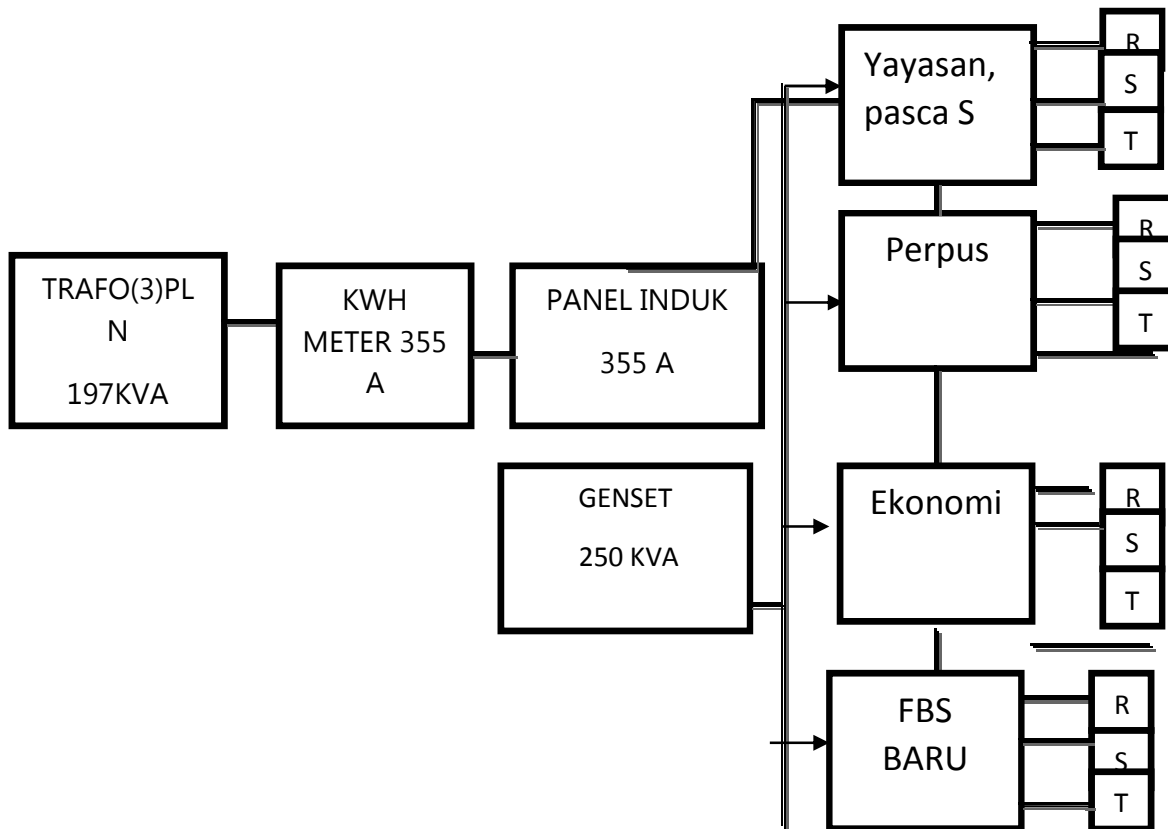 TRAFO(3)PL
N
197KVA
KWH
METER 355
A
PANEL INDUK
355 A
GENSET
250 KVA
Yayasan,
pasca S
R
S
T
Perpus
R
S
T
Ekonomi
R
S
T
FBS
BARU
R
S
T